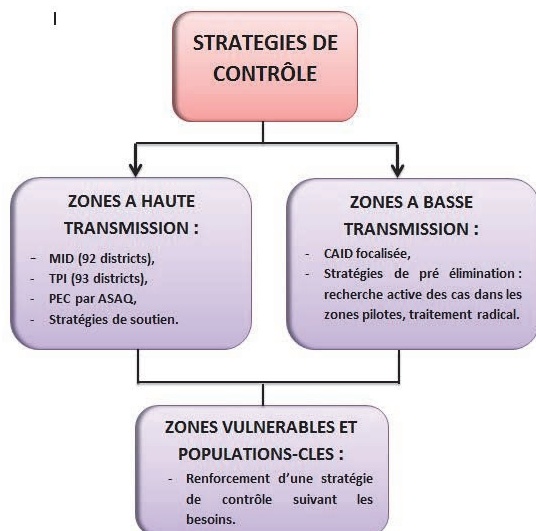 STRATEGIES DE
CONTRÔLE
ZONES A HAUTE
TRANSMISSION :
- MID (92 districts),
- TPI (93 districts),
- PEC par ASAQ,
- Stratégies de soutien.
ZONES A BASSE
TRANSMISSION :
- CAID focalisée,
- Stratégies de pré élimination :
recherche active des cas dans les
zones pilotes, traitement radical.
ZONES VULNERABLES ET
POPULATIONS-CLES :
- Renforcement d'une stratégie
de contrôle suivant les
besoins.